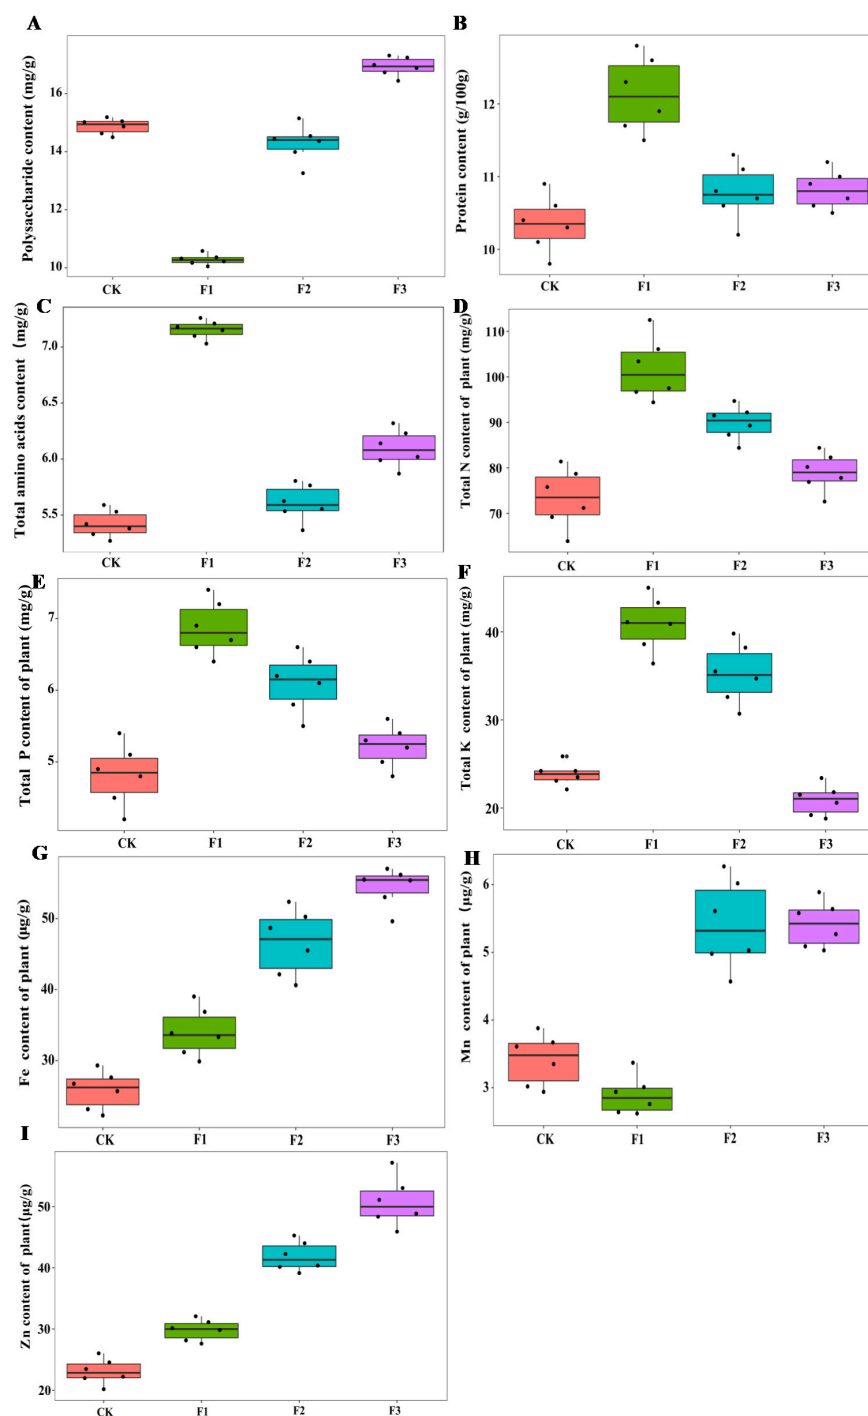 A
Polysaccharide content (mg/g)
16
14
12
10
CK F1 F2 F3
B
Protein content (g/100g)
12
11
10
CK F1 F2 F3
C
Total amino acids content (mg/g)
7.0
6.5
6.0
5.5
CK F1 F2 F3
D
Total N content of plant (mg/g)
110
100
90
80
70
CK F1 F2 F3
E
Total P content of plant (mg/g)
7
6
5
CK F1 F2 F3
F
Total K content of plant (mg/g)
40
30
20
CK F1 F2 F3
G
Fe content of plant (μg/g)
50
40
30
CK F1 F2 F3
H
Mn content of plant (μg/g)
6
5
4
3
CK F1 F2 F3
I
Zn content of plant (μg/g)
50
40
30
20
CK F1 F2 F3